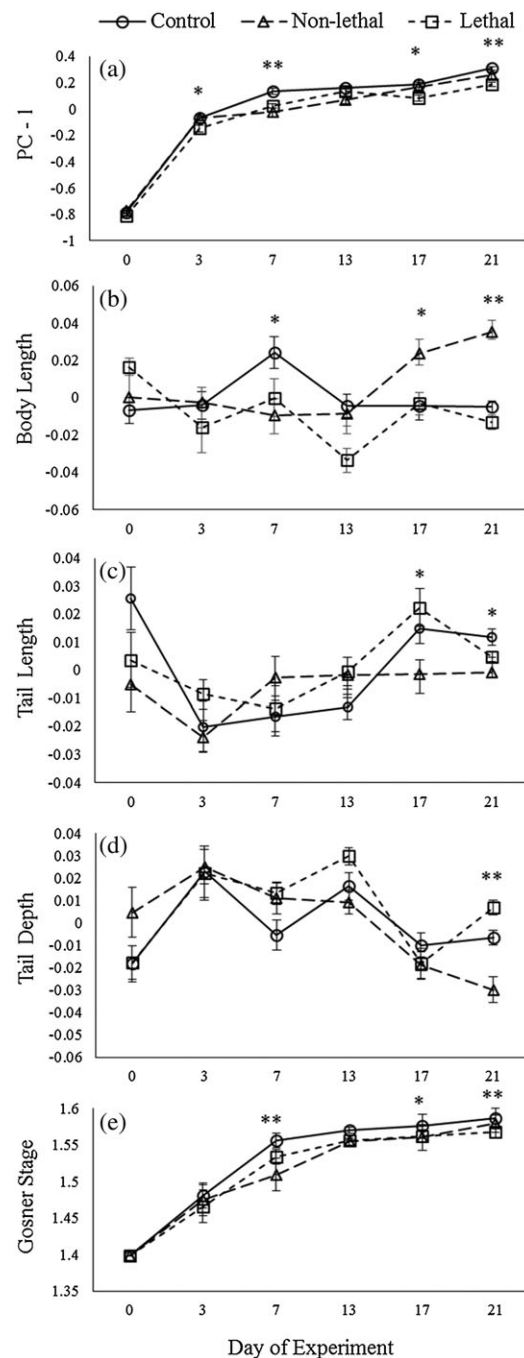 Control Non-lethal Lethal
(a) * ** * **
0.4
0.2
0
-0.2
-0.4
-0.6
-0.8
-1
PC - 1
0 3 7 13 17 21
(b) * * **
0.06
0.04
0.02
0
-0.02
-0.04
-0.06
Body Length
0 3 7 13 17 21
(c) * *
0.04
0.03
0.02
0.01
0
-0.01
-0.02
-0.03
-0.04
Tail Length
0 3 7 13 17 21
(d) **
0.04
0.03
0.02
0.01
0
-0.01
-0.02
-0.03
-0.04
-0.05
-0.06
Tail Depth
0 3 7 13 17 21
(e) ** * **
1.6
1.55
1.5
1.45
1.4
1.35
Gosner Stage
0 3 7 13 17 21
Day of Experiment